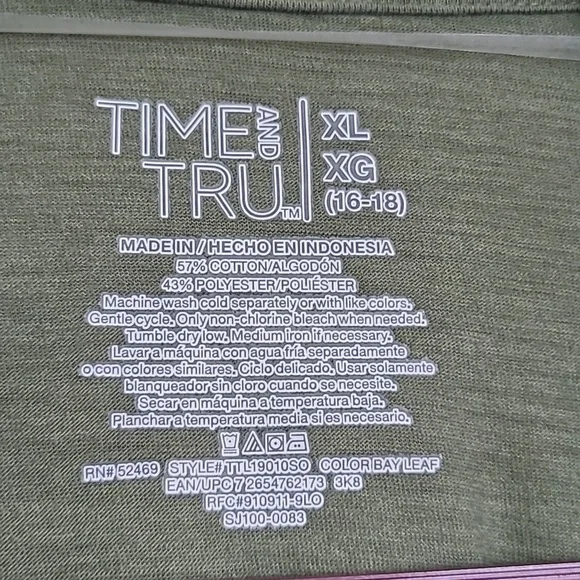 TIME AND TRU™
XL
XG
(16-18)
MADE IN / HECHO EN INDONESIA
57% COTTON/ALGODÓN
43% POLYESTER/POLIÉSTER
Machine wash cold separately or with like colors.
Gentle cycle. Only non-chlorine bleach when needed.
Tumble dry low. Medium iron if necessary.
Lavar a máquina con agua fría separadamente
o con colores similares. Ciclo delicado. Usar solamente
blanqueador sin cloro cuando se necesite.
Secar en máquina a temperatura baja.
Planchar a temperatura media si es necesario.
RN# 52469 STYLE# TTL19010SO COLOR BAY LEAF
EAN/UPC 7 2654762173 3K8
RFC#910911-9LO
SJ100-0083